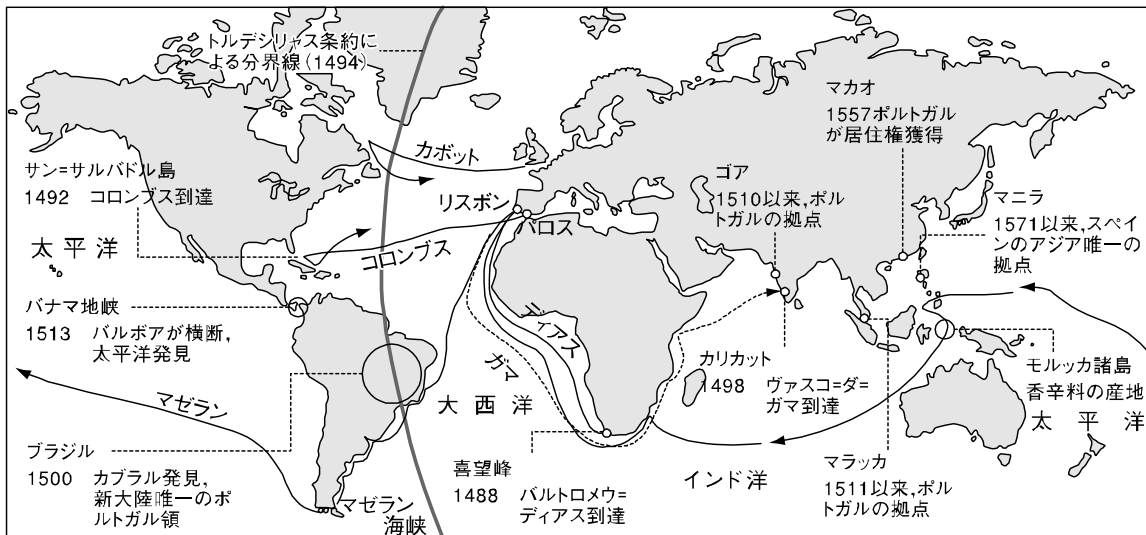 トルデシリャス条約に
よる分界線(1494)
マカオ
1557ポルトガル
が居住権獲得
カボット
サン=サルバドル島
1492 コロンブス到達
ゴア
1510以来,ポル
トガルの拠点
リスボン
パロス
マニラ
1571以来,スペイ
ンのアジア唯一の
拠点
太平洋
コロンブス
パナマ地峡
1513 バルボアが横断,
太平洋発見
ディアス
ガマ
カリカット
1498 ヴァスコ=ダ=
ガマ到達
モルッカ諸島
香辛料の産地
マゼラン
大西洋
太平洋
ブラジル
1500 カブラル発見,
新大陸唯一のポ
ルトガル領
喜望峰
1488 バルトロメウ=
ディアス到達
インド洋
マラッカ
1511以来,ポル
トガルの拠点
マゼラン
海峡